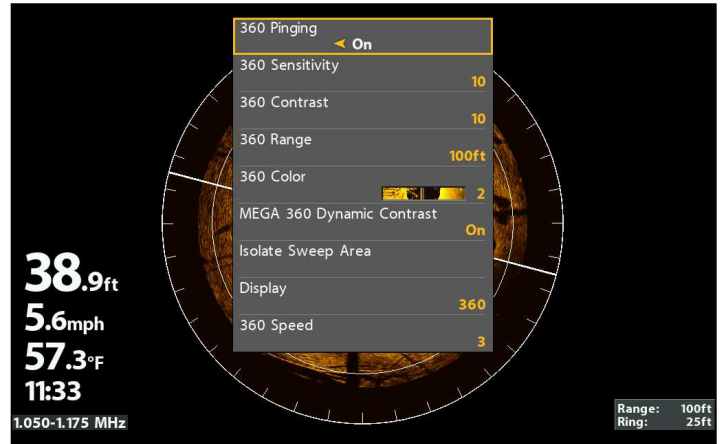 360 Pinging
On
360 Sensitivity
10
360 Contrast
10
360 Range
100ft
360 Color
2
MEGA 360 Dynamic Contrast
On
Isolate Sweep Area
Display
360
360 Speed
3
38.9ft
5.6mph
57.3°F
11:33
1.050-1.175 MHz
Range: 100ft
Ring: 25ft